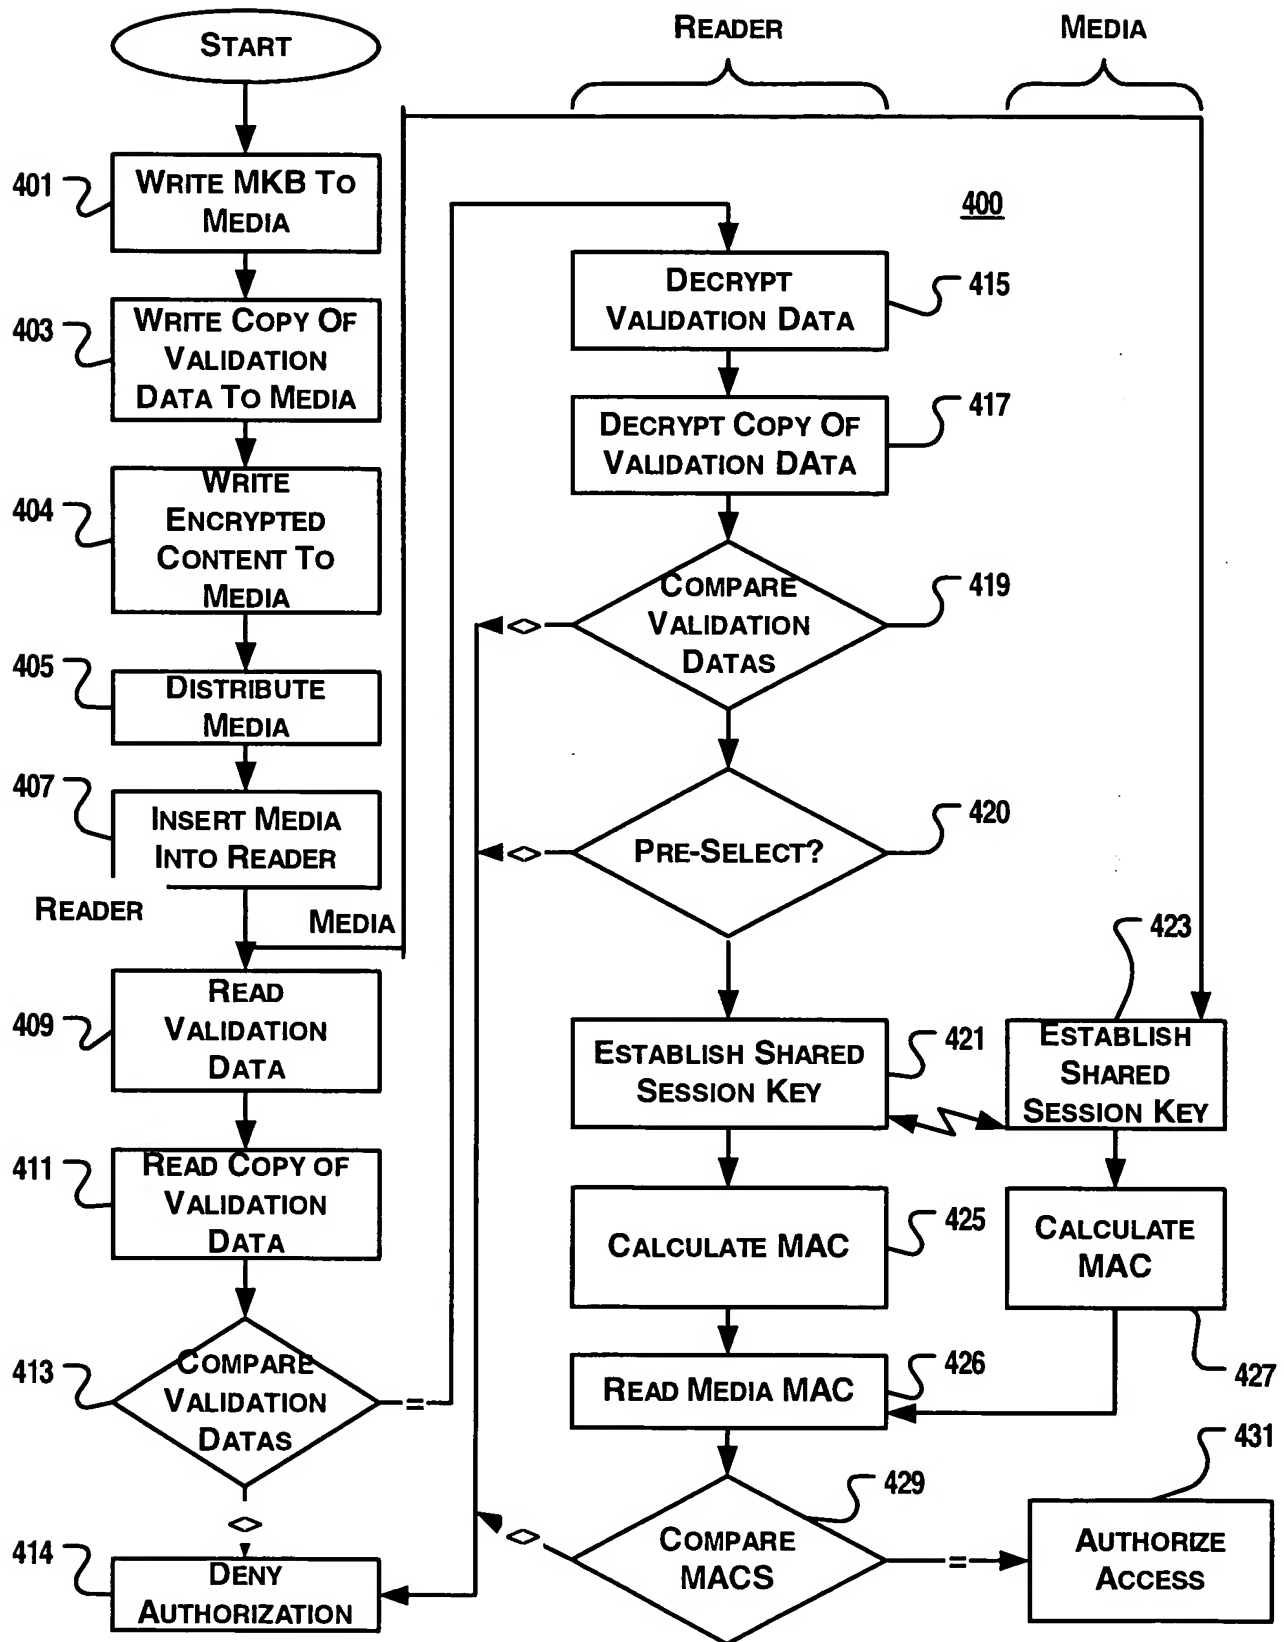 START
READER
MEDIA
401
WRITE MKB TO
MEDIA
403
WRITE COPY OF
VALIDATION
DATA TO MEDIA
404
WRITE
ENCRYPTED
CONTENT TO
MEDIA
405
DISTRIBUTE
MEDIA
407
INSERT MEDIA
INTO READER
READER
MEDIA
409
READ
VALIDATION
DATA
411
READ COPY OF
VALIDATION
DATA
413
COMPARE
VALIDATION
DATAS
=
<>
414
DENY
AUTHORIZATION
400
DECRYPT
VALIDATION DATA
415
DECRYPT COPY OF
VALIDATION DATA
417
COMPARE
VALIDATION
DATAS
419
<>
PRE-SELECT?
420
<>
ESTABLISH SHARED
SESSION KEY
421
423
ESTABLISH
SHARED
SESSION KEY
CALCULATE MAC
425
CALCULATE
MAC
427
READ MEDIA MAC
426
COMPARE
MACS
429
<>
=
431
AUTHORIZE
ACCESS